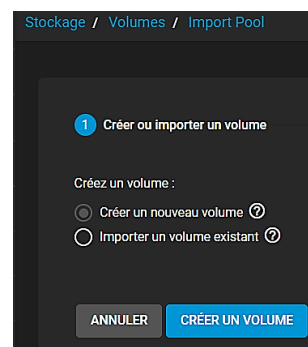 Stockage / Volumes / Import Pool
1 Créer ou importer un volume
Créez un volume :
Créer un nouveau volume ?
Importer un volume existant ?
ANNULER CRÉER UN VOLUME